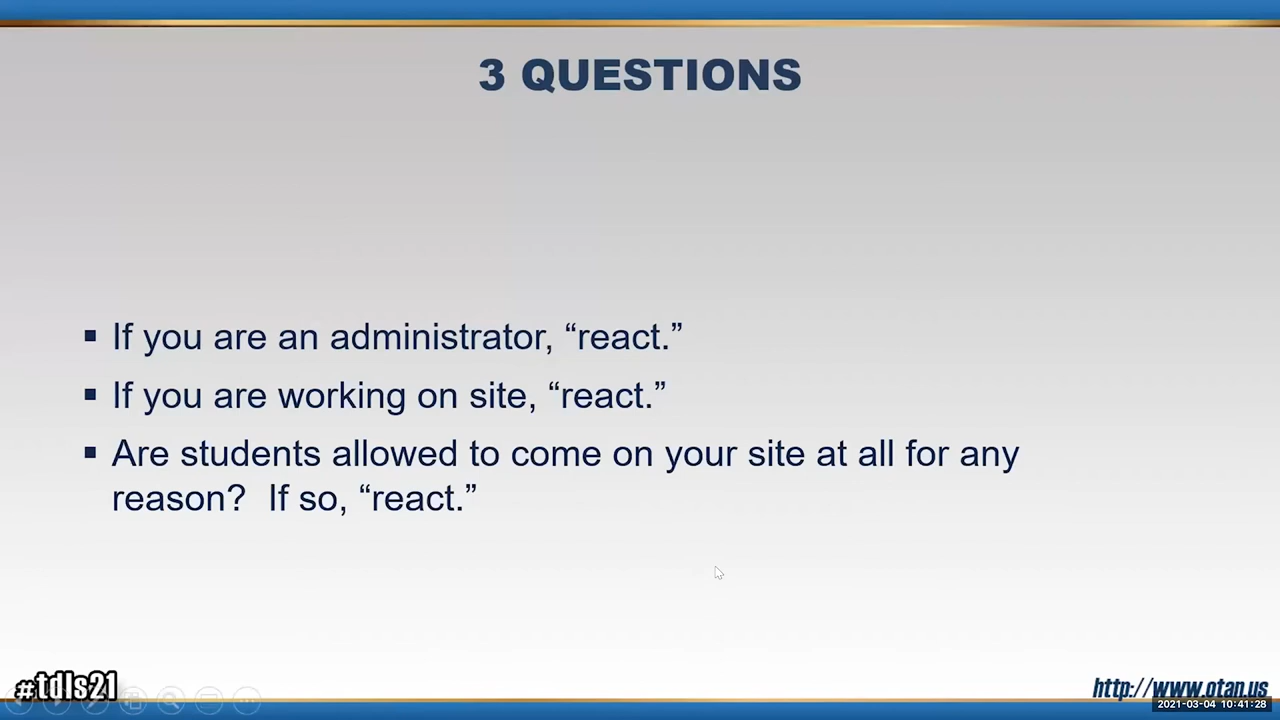 3 QUESTIONS
▪ If you are an administrator, “react.”
▪ If you are working on site, “react.”
▪ Are students allowed to come on your site at all for any
reason? If so, “react.”
#tdls21
http://www.otan.us
2021-03-04 10:41:28